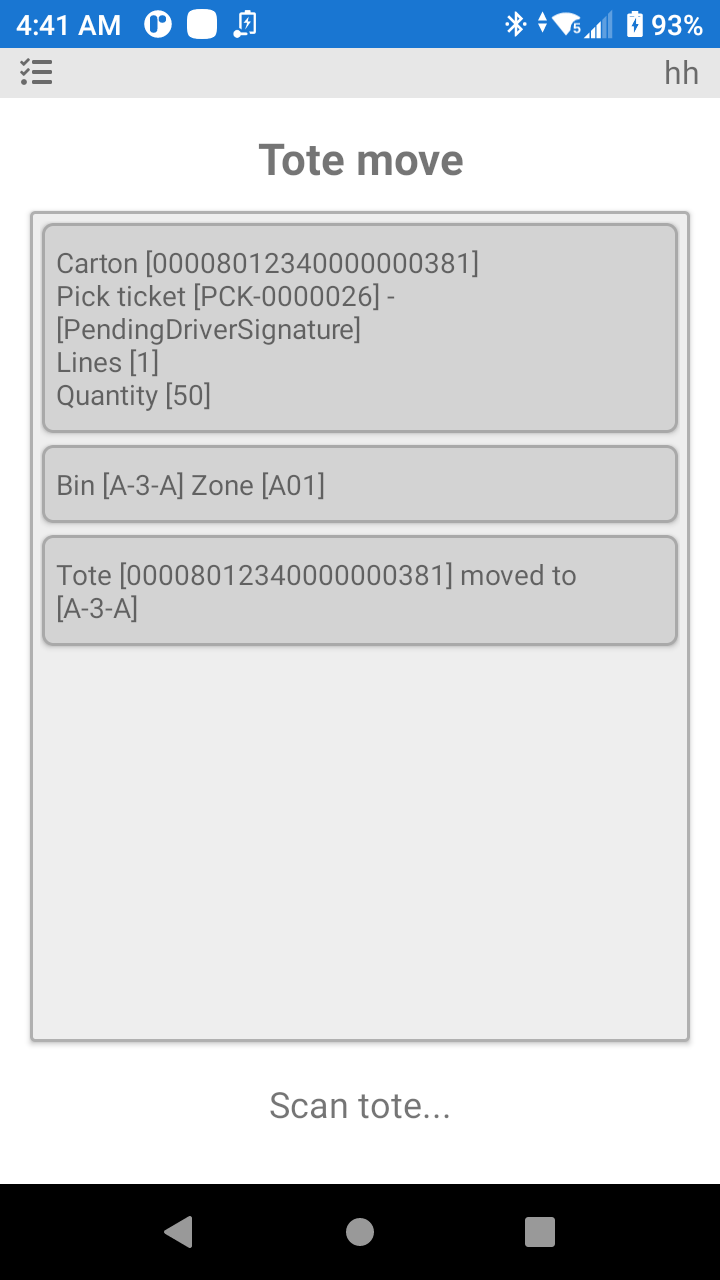 4:41 AM 5 93%
hh
Tote move
Carton [00008012340000000381]
Pick ticket [PCK-0000026] -
[PendingDriverSignature]
Lines [1]
Quantity [50]
Bin [A-3-A] Zone [A01]
Tote [00008012340000000381] moved to
[A-3-A]
Scan tote...